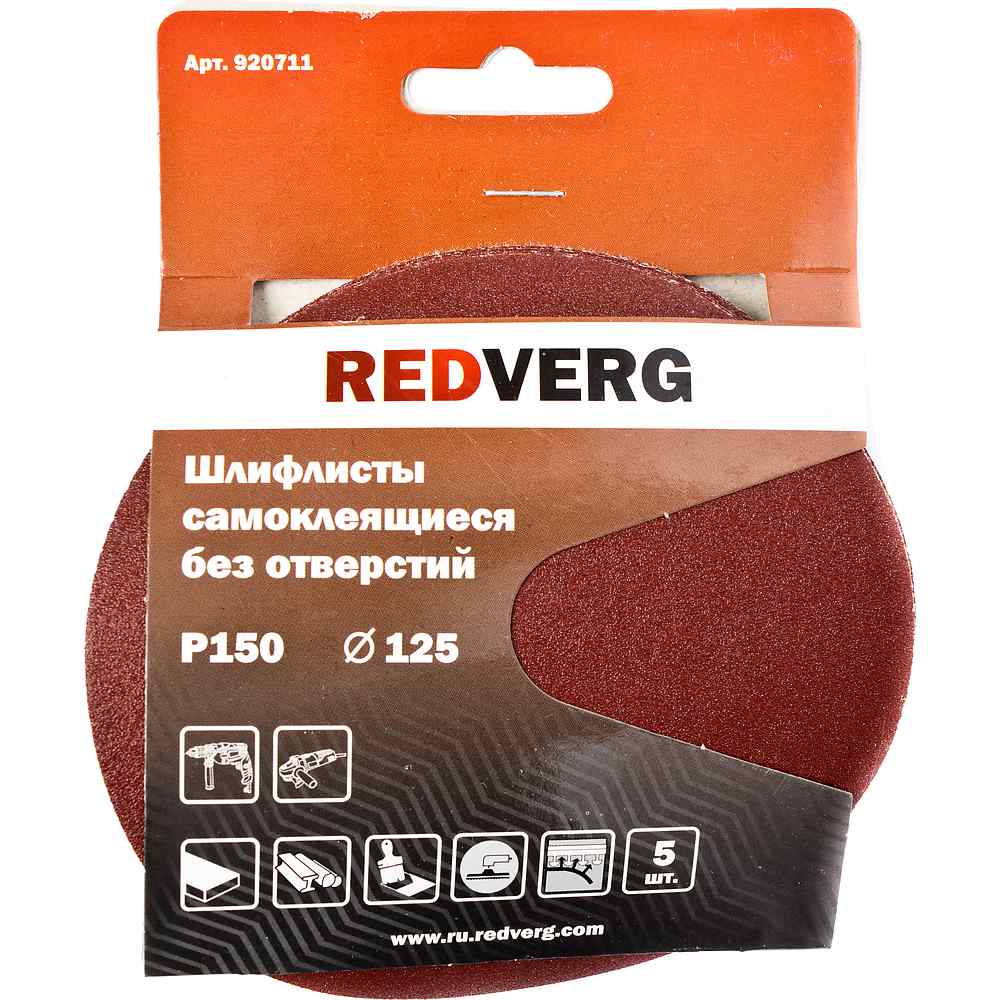 Арт. 920711
REDVERG
Шлифлисты
самоклеящиеся
без отверстий
P150 Ø 125
5
шт.
www.ru.redverg.com